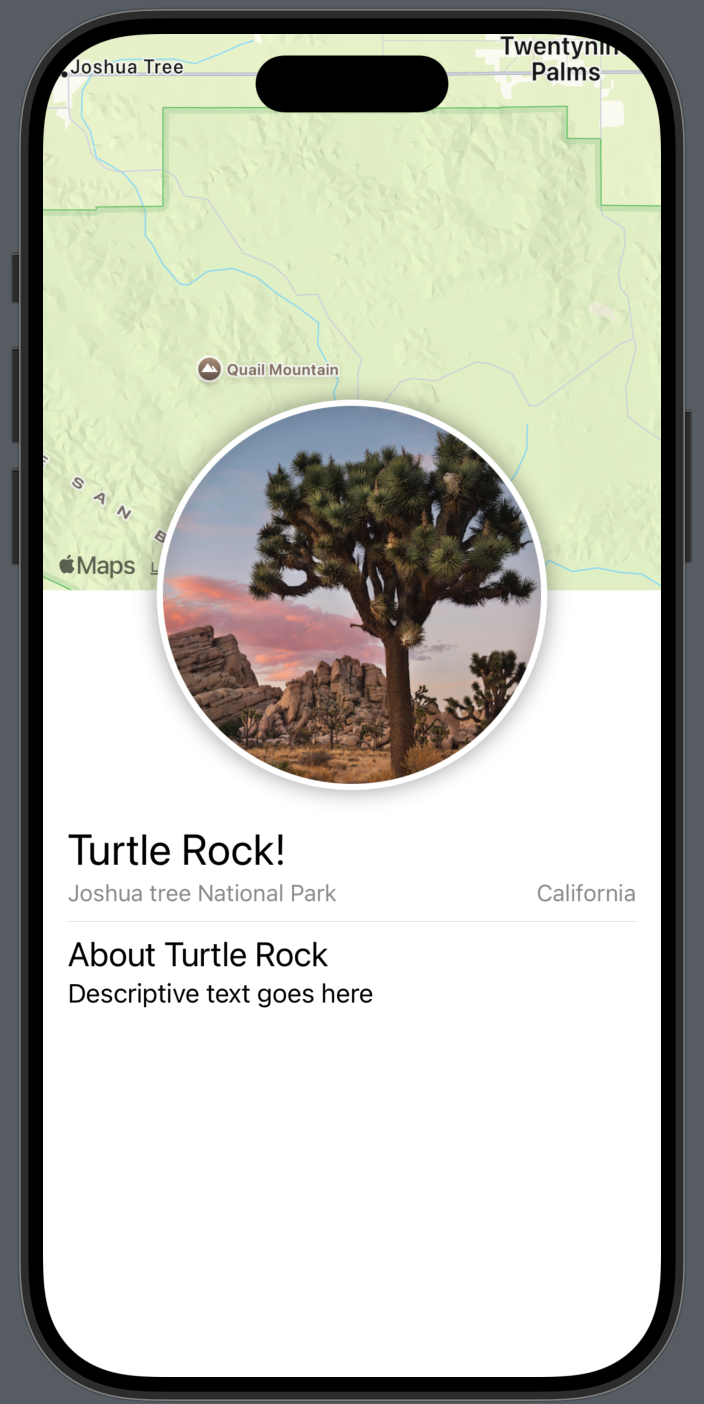 Joshua Tree
Palms
Quail Mountain
SAN
Maps
Turtle Rock!
Joshua tree National Park
California
About Turtle Rock
Descriptive text goes here